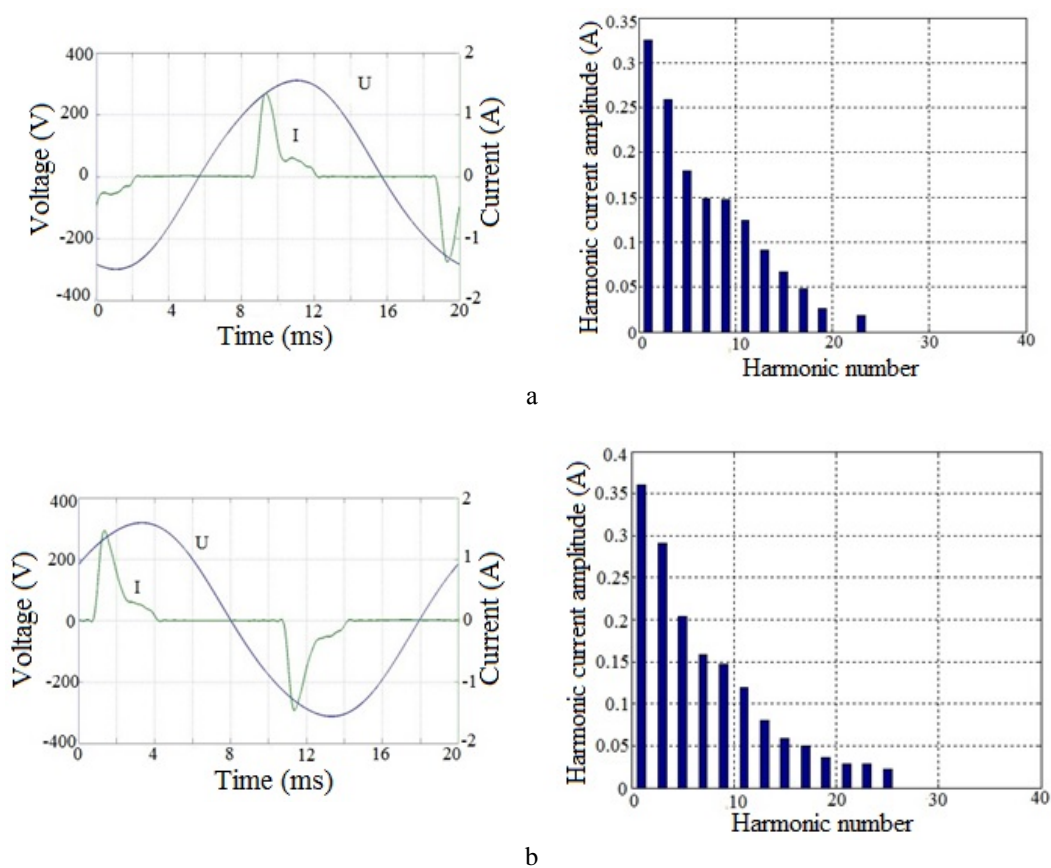 400
200
0
-200
-400
Voltage (V)
U
I
2
1
0
-1
-2
Current (A)
0 4 8 12 16 20
Time (ms)
0.35
0.3
0.25
0.2
0.15
0.1
0.05
0
Harmonic current amplitude (A)
0 10 20 30 40
Harmonic number
a
400
200
0
-200
-400
Voltage (V)
U
I
2
1
0
-1
-2
Current (A)
0 4 8 12 16 20
Time (ms)
0.4
0.35
0.3
0.25
0.2
0.15
0.1
0.05
0
Harmonic current amplitude (A)
0 10 20 30 40
Harmonic number
b